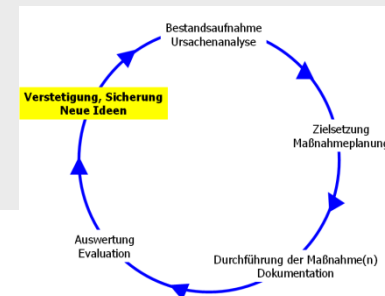 Bestandsaufnahme
Ursachenanalyse
Verstetigung, Sicherung
Neue Ideen
Zielsetzung
Maßnahmeplanung
Auswertung
Evaluation
Durchführung der Maßnahme(n)
Dokumentation